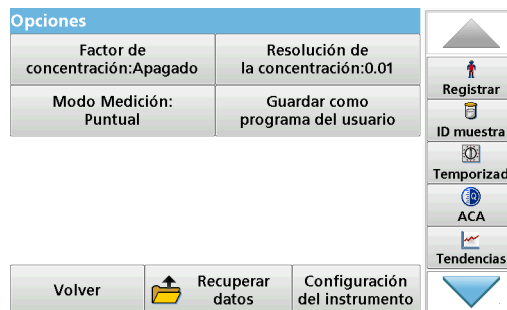 Opciones
Factor de
concentración:Apagado
Resolución de
la concentración:0.01
Modo Medición:
Puntual
Guardar como
programa del usuario
Registrar
ID muestra
Temporizad
ACA
Tendencias
Volver
Recuperar
datos
Configuración
del instrumento